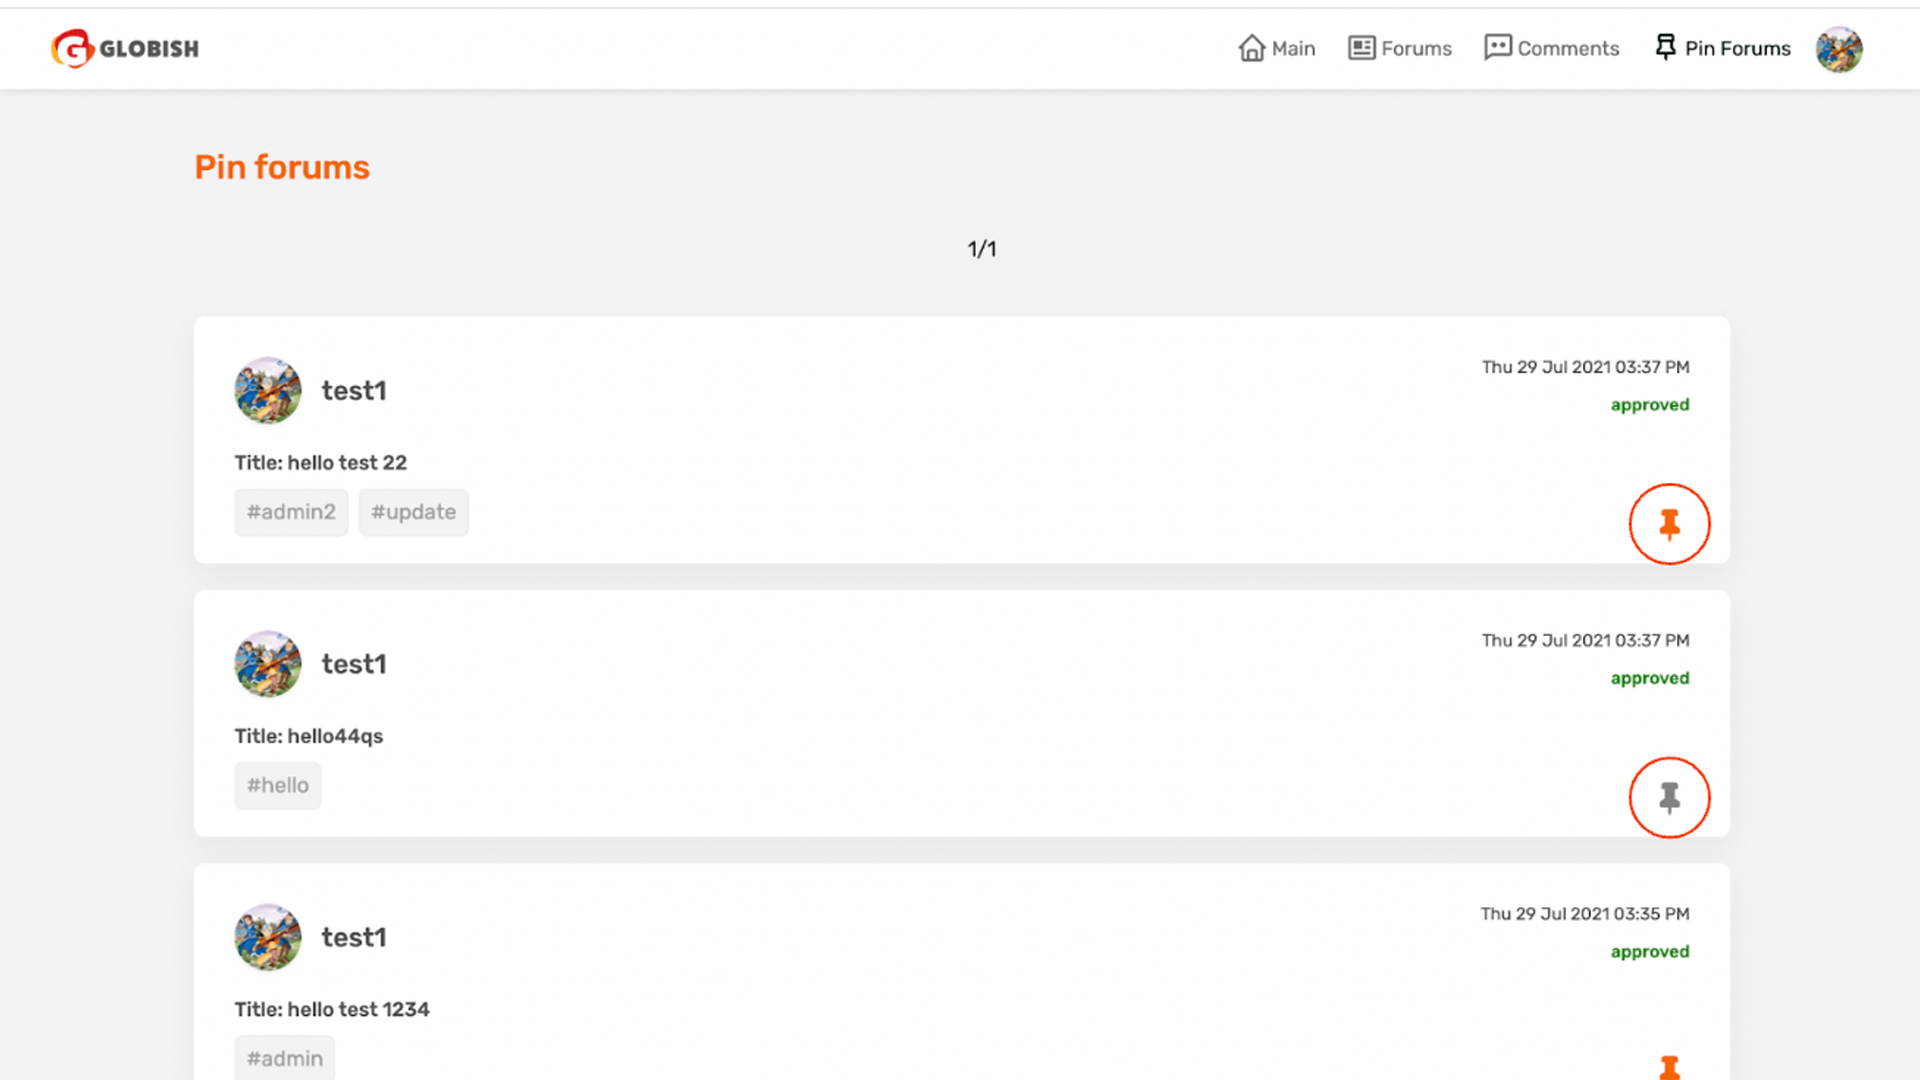 GLOBISH
Main
Forums
Comments
Pin Forums
Pin forums
1/1
test1
Thu 29 Jul 2021 03:37 PM
approved
Title: hello test 22
#admin2
#update
test1
Thu 29 Jul 2021 03:37 PM
approved
Title: hello44qs
#hello
test1
Thu 29 Jul 2021 03:35 PM
approved
Title: hello test 1234
#admin